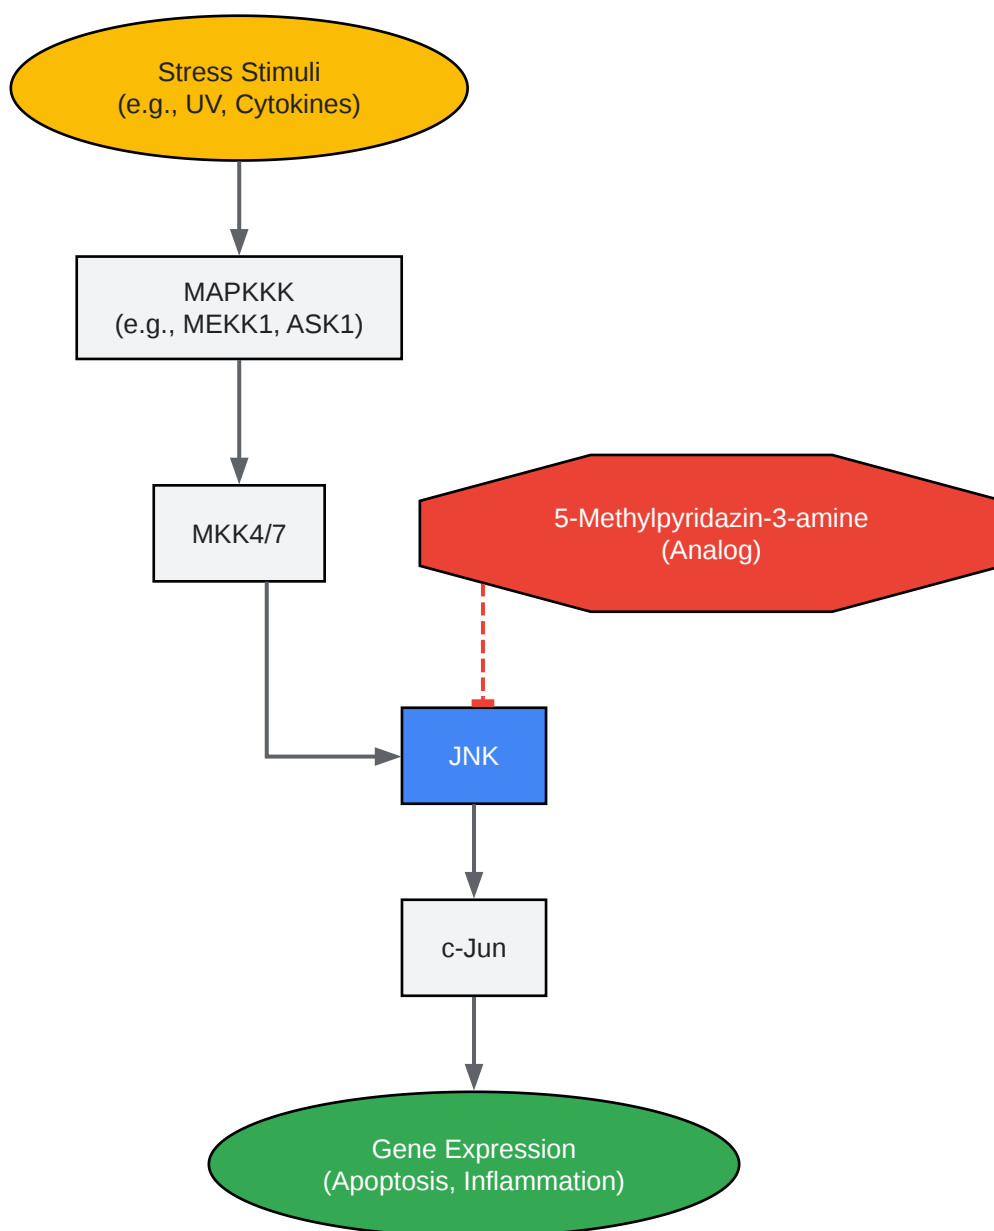 Stress Stimuli
(e.g., UV, Cytokines)
MAPKKK
(e.g., MEKK1, ASK1)
MKK4/7
5-Methylpyridazin-3-amine
(Analog)
JNK
c-Jun
Gene Expression
(Apoptosis, Inflammation)